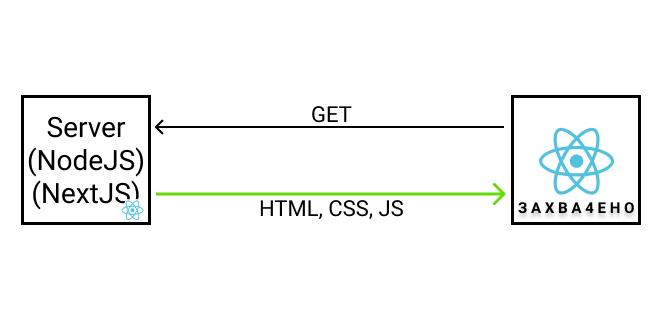 Server
(NodeJS)
(NextJS)
GET
HTML, CSS, JS
3AXBA4EHO